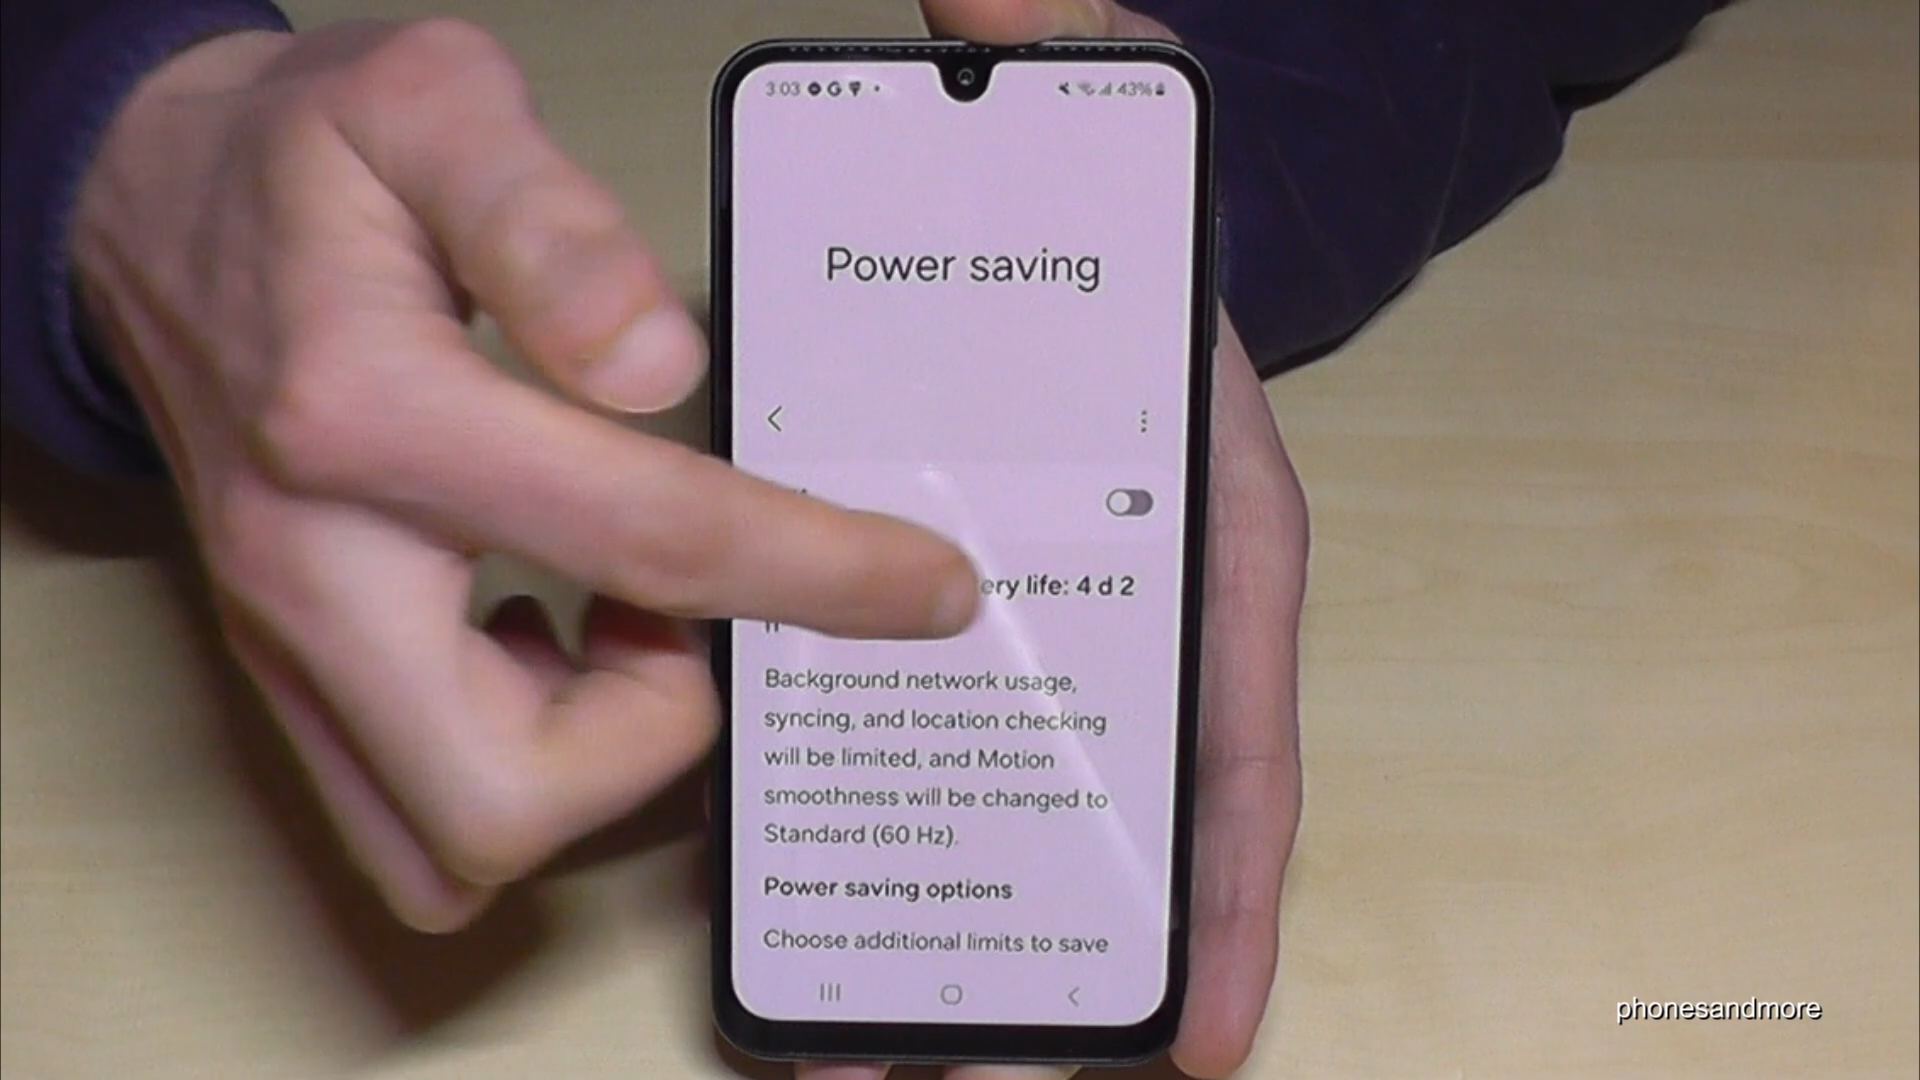 3:03
43%
Power saving
ery life: 4 d 2
Background network usage,
syncing, and location checking
will be limited, and Motion
smoothness will be changed to
Standard (60 Hz).
Power saving options
Choose additional limits to save
phonesandmore